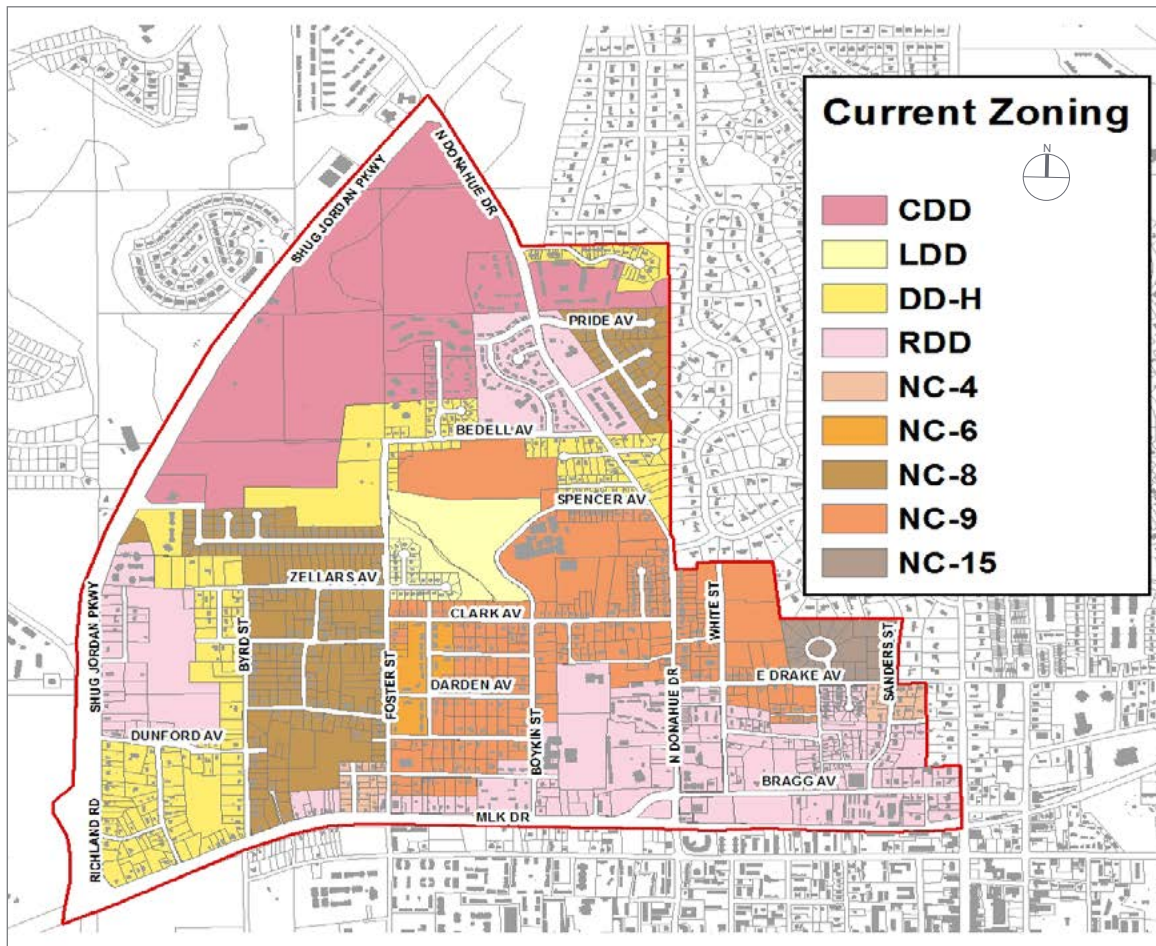 Current Zoning
N
CDD
LDD
DD-H
RDD
NC-4
NC-6
NC-8
NC-9
NC-15
N DONAHUE DR
SHUG JORDAN PKWY
PRIDE AV
BEDELL AV
SPENCER AV
ZELLARS AV
CLARK AV
WHITE ST
SHUG JORDAN PKWY
BYRD ST
FOSTER ST
DARDEN AV
E DRAKE AV
SANDERS ST
BOYKIN ST
N DONAHUE DR
DUNFORD AV
BRAGG AV
MLK DR
RICHLAND RD